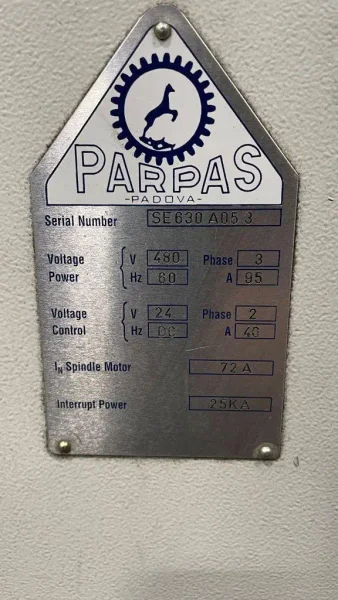 PARPAS
-PADOVA-
Serial Number SE630 A05 3
Voltage V 480 Phase 3
Power Hz 60 A 95
Voltage V 24 Phase 2
Control Hz DC A 40
IN Spindle Motor 72 A
Interrupt Power 25KA